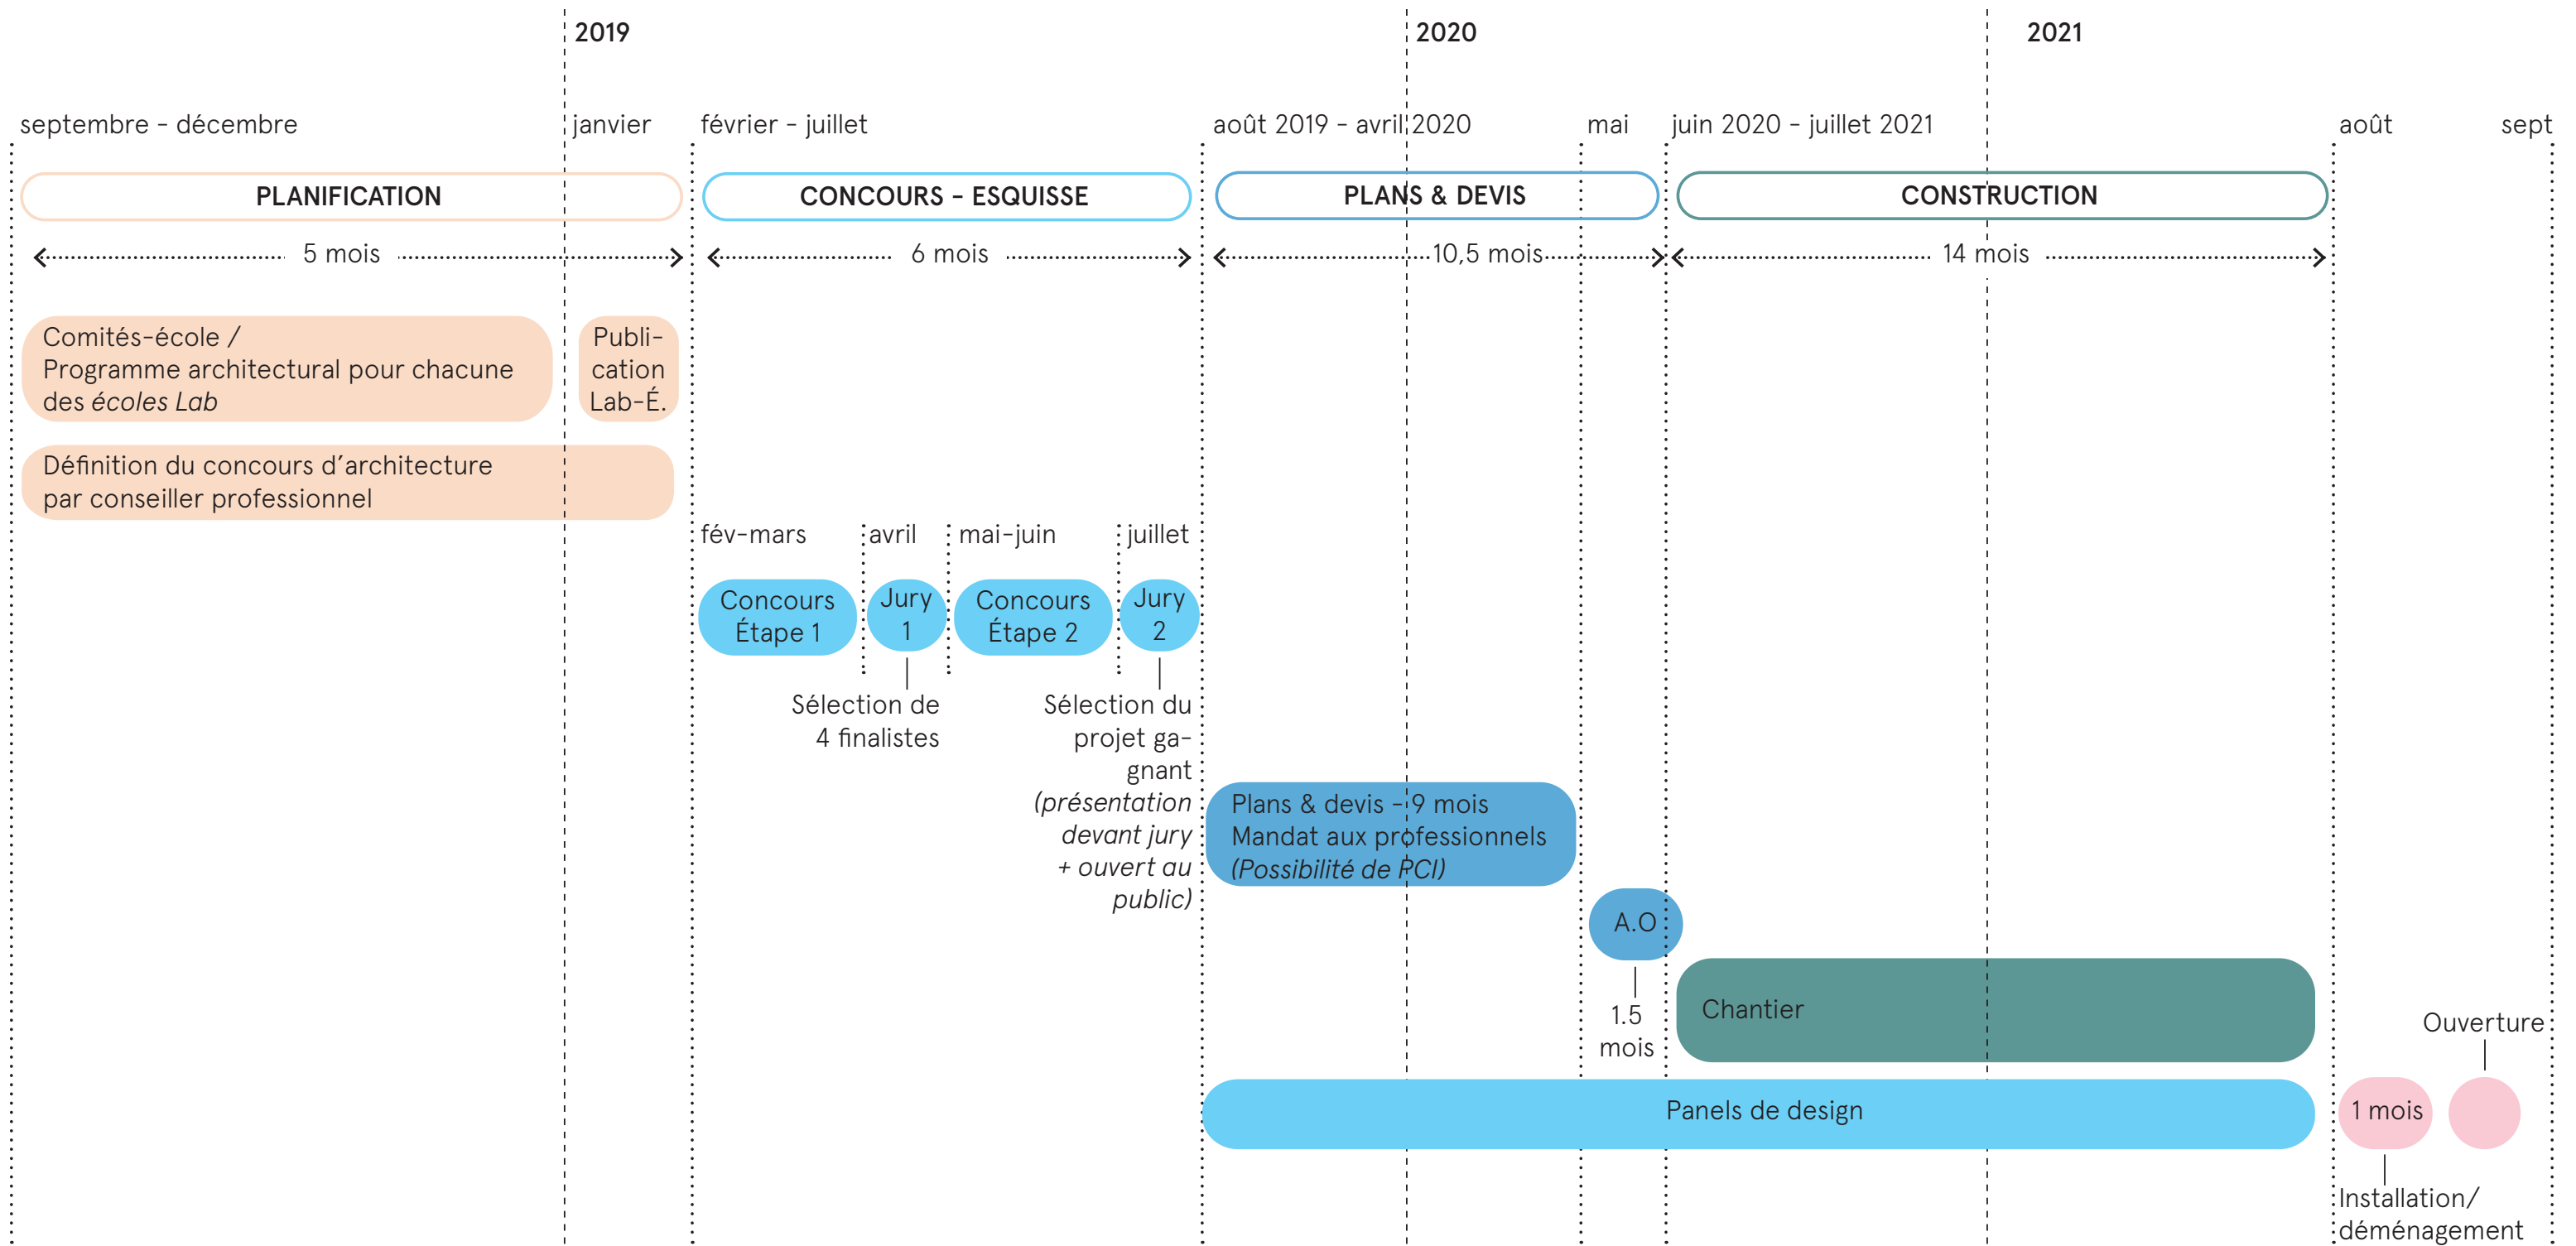 2019
2020
2021
septembre - décembre
janvier
février - juillet
août 2019 - avril 2020
mai
juin 2020 - juillet 2021
août
sept
PLANIFICATION
CONCOURS - ESQUISSE
PLANS & DEVIS
CONSTRUCTION
5 mois
6 mois
10,5 mois
14 mois
Comités-école /
Programme architectural pour chacune
des écoles Lab
Publi-
cation
Lab-É.
Définition du concours d’architecture
par conseiller professionnel
fév-mars
avril
mai-juin
juillet
Concours
Étape 1
Jury
1
Concours
Étape 2
Jury
2
Sélection de
4 finalistes
Sélection du
projet ga-
gnant
(présentation
devant jury
+ ouvert au
public)
Plans & devis - 9 mois
Mandat aux professionnels
(Possibilité de PCI)
A.O
1.5
mois
Chantier
Ouverture
Panels de design
1 mois
Installation/
déménagement